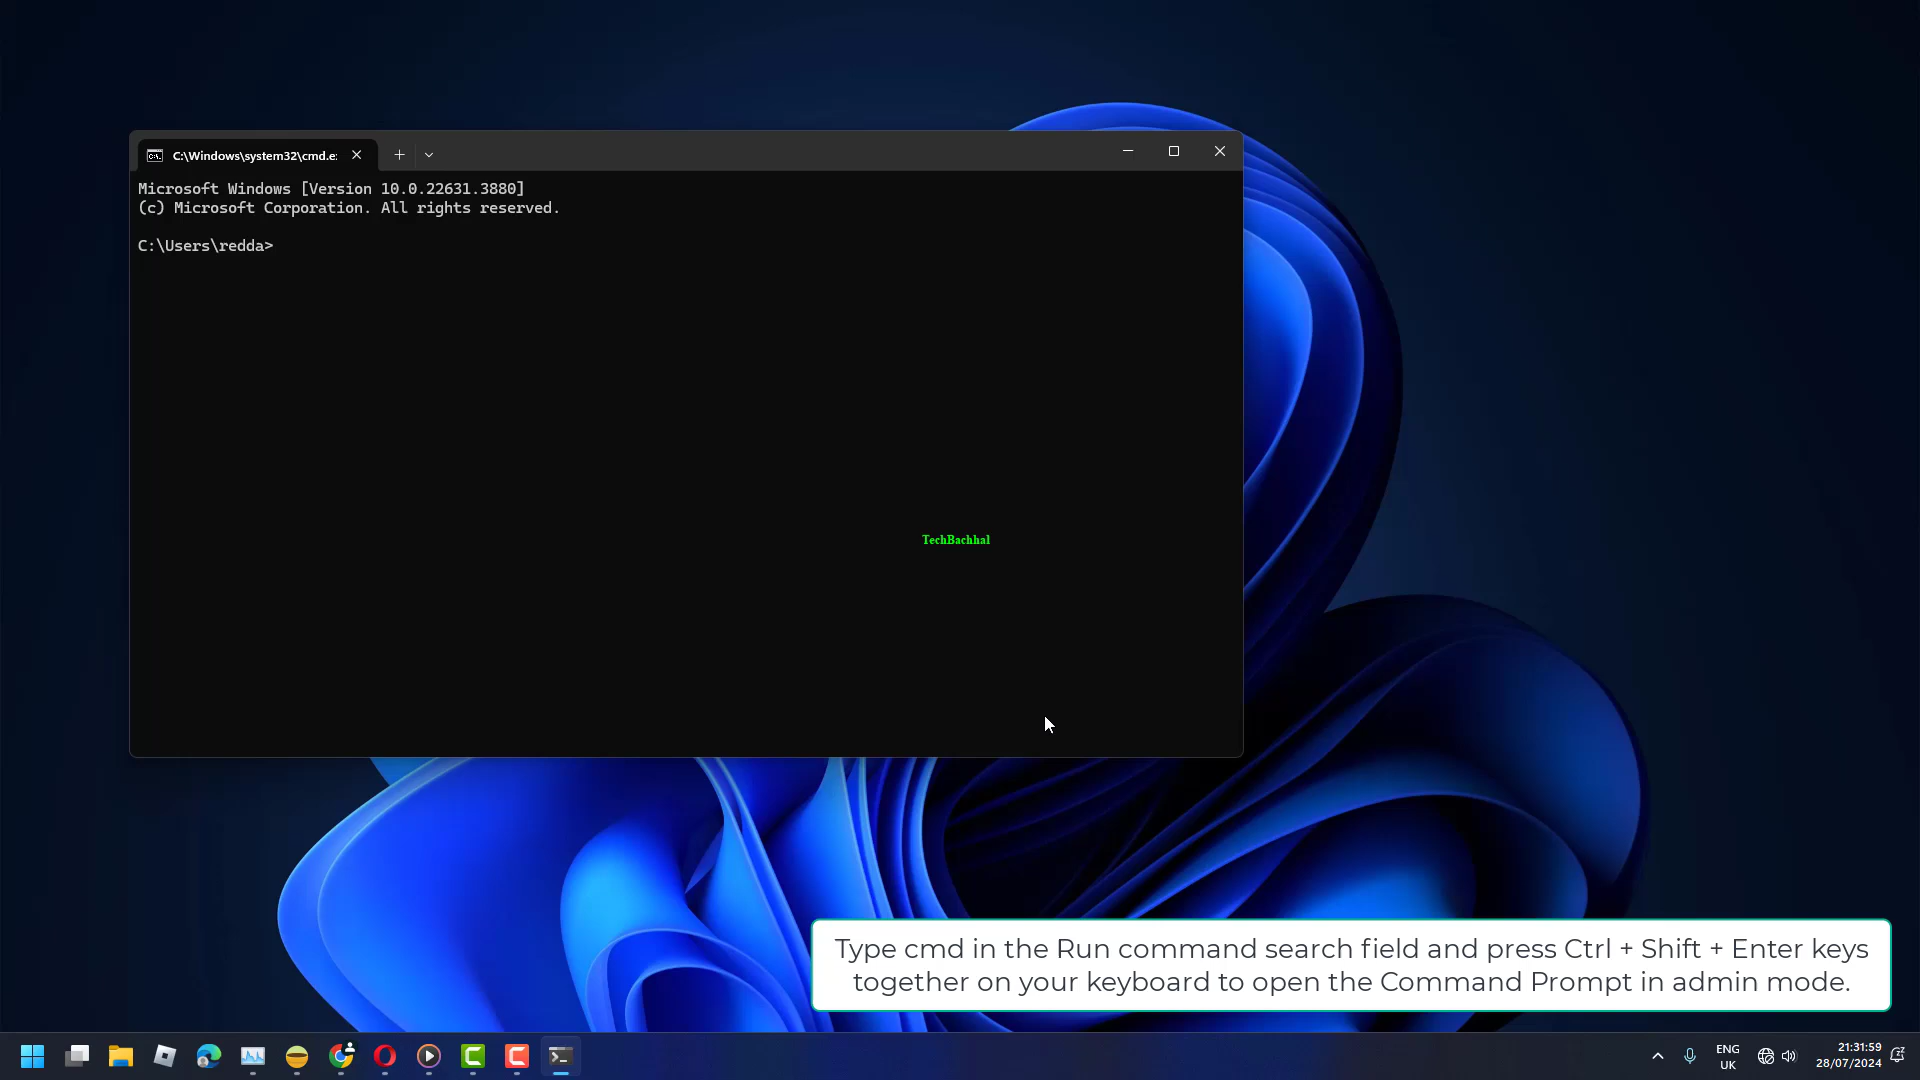 C:\Windows\system32\cmd.e:
Microsoft Windows [Version 10.0.22631.3880]
(c) Microsoft Corporation. All rights reserved.
C:\Users\redda>
TechBachhal
Type cmd in the Run command search field and press Ctrl + Shift + Enter keys
together on your keyboard to open the Command Prompt in admin mode.
ENG
UK
21:31:59
28/07/2024